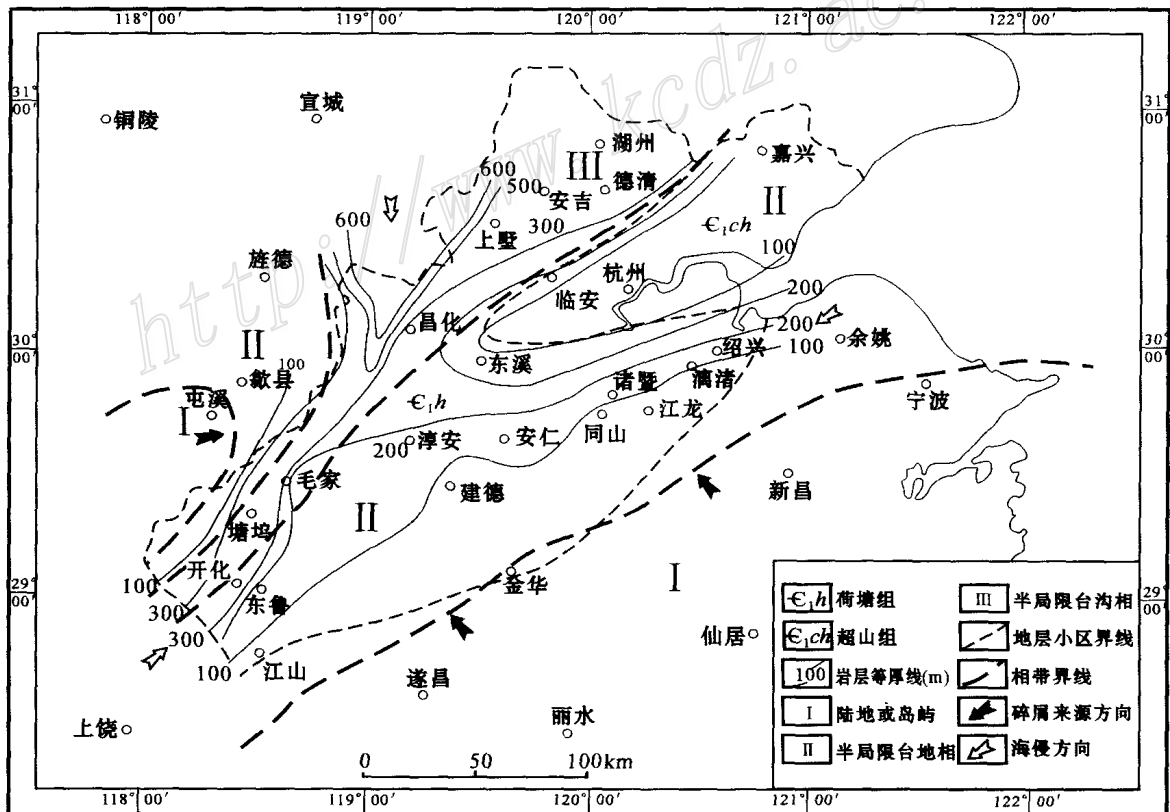 118°00′ 119°00′ 120°00′ 121°00′ 122°00′
31°00′
31°00′
http://www.kcdz.ac.
铜陵
宣城
湖州
嘉兴
III
600
500
安吉
德清
II
600
上墅
300
Є₁ch
旌德
100
杭州
临安
200
昌化
II
30°00′
200
30°00′
东溪
绍兴
余姚
100
100
歙县
漓渚
诸暨
宁波
屯溪
I
Є₁h
江龙
同山
200
淳安
安仁
毛家
建德
新昌
II
塘坞
29°00′
100
开化
金华
I
29°00′
东鲁
300
300
仙居
100
江山
遂昌
丽水
上饶
0 50 100km
Є₁h 荷塘组
Є₁ch 超山组
100 岩层等厚线(m)
I 陆地或岛屿
II 半局限台地相
III 半局限台沟相
地层小区界线
相带界线
碎屑来源方向
海侵方向
118°00′ 119°00′ 120°00′ 121°00′ 122°00′